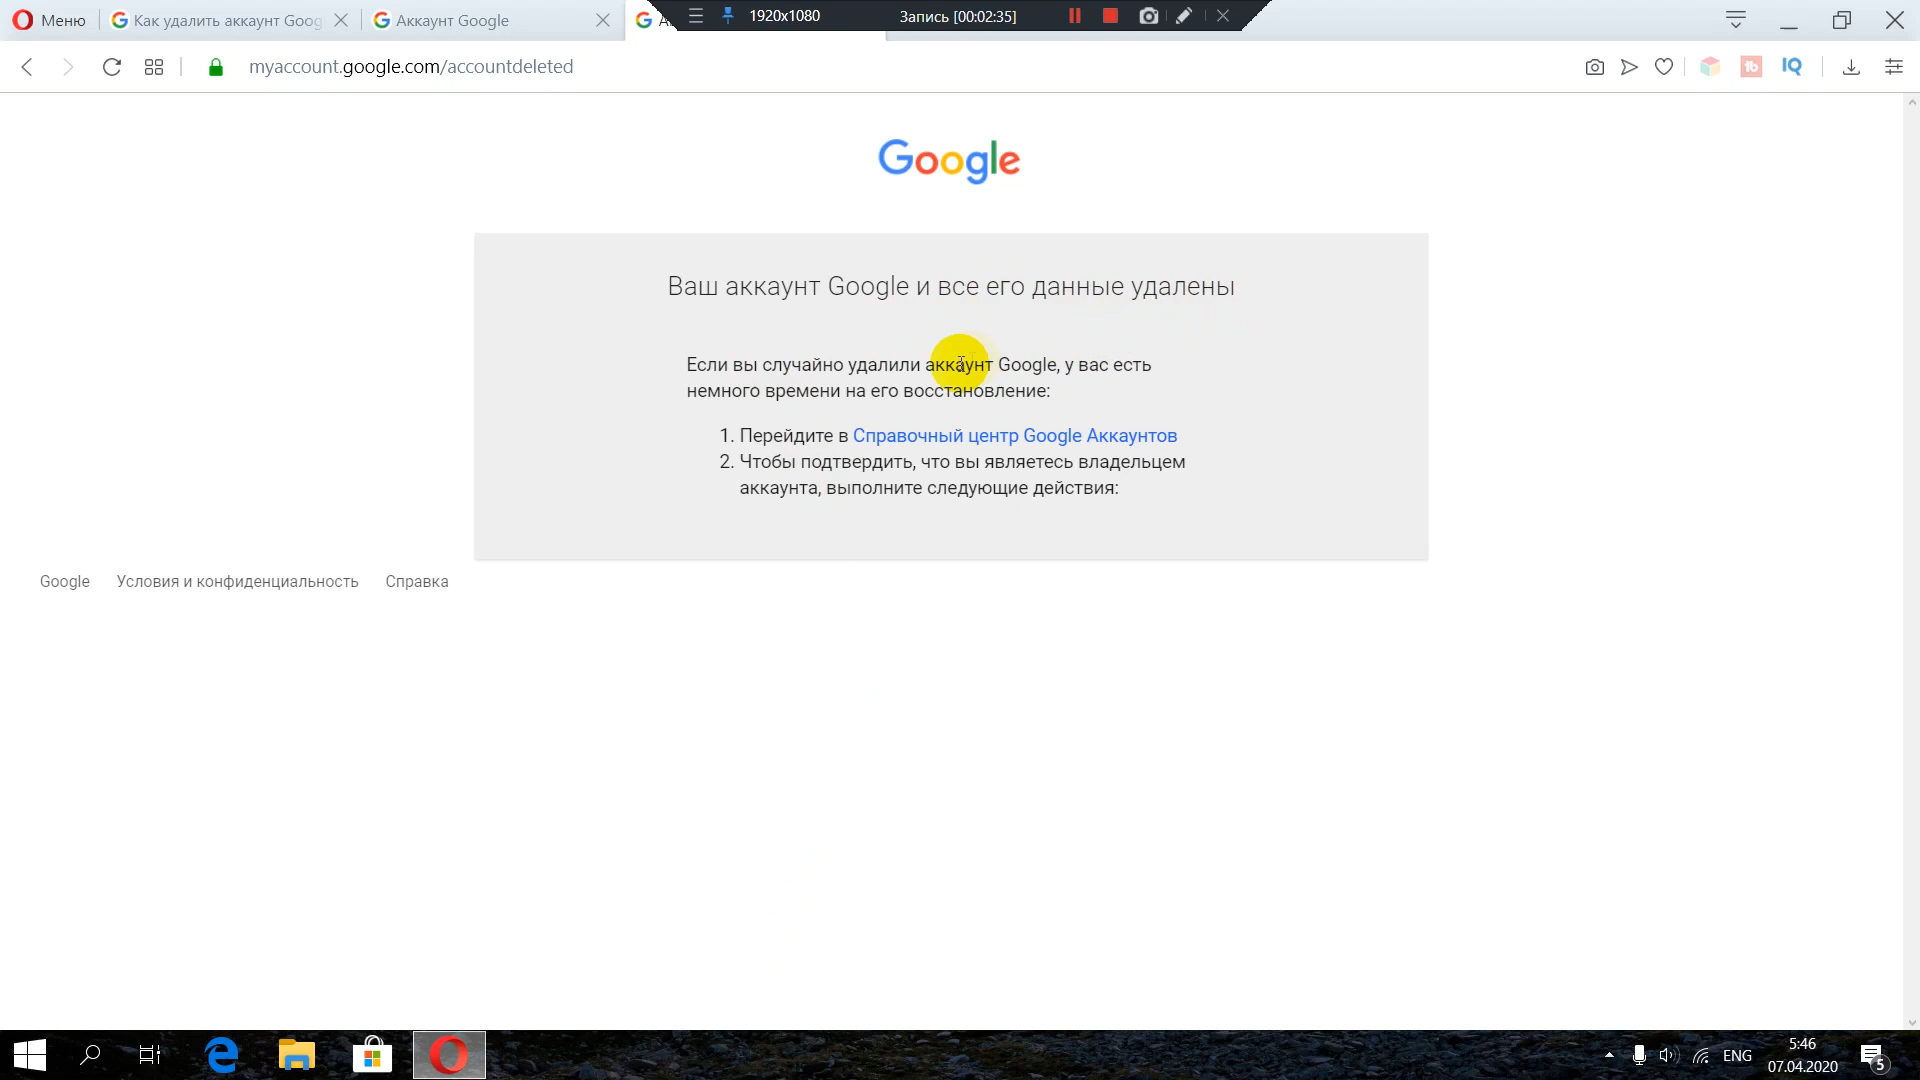 Меню
Как удалить аккаунт Goog
Аккаунт Google
1920x1080
Запись [00:02:35]
myaccount.google.com/accountdeleted
IQ
Google
Ваш аккаунт Google и все его данные удалены
Если вы случайно удалили аккаунт Google, у вас есть
немного времени на его восстановление:
1. Перейдите в Справочный центр Google Аккаунтов
2. Чтобы подтвердить, что вы являетесь владельцем
аккаунта, выполните следующие действия:
Google
Условия и конфиденциальность
Справка
ENG
5:46
07.04.2020
5